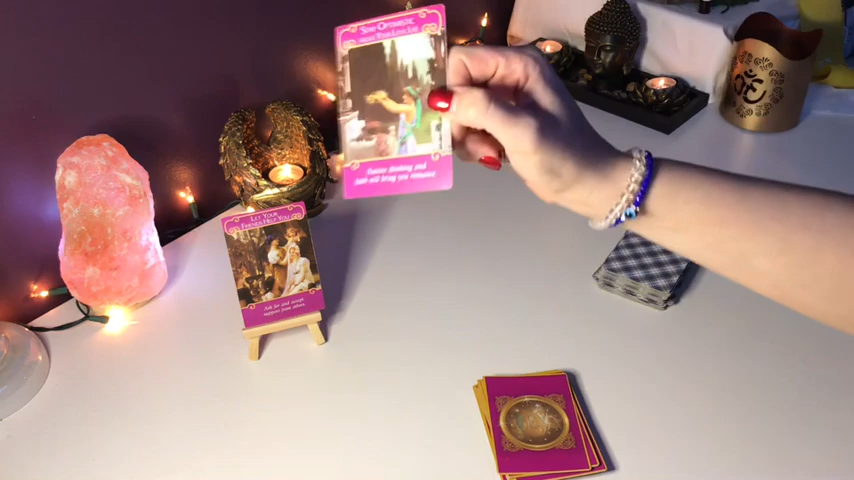 Stay Optimistic
About Your Love Life
Positive thinking and
faith will bring you romance.
Let Your
Friends Help You
Ask for and accept
support from others.